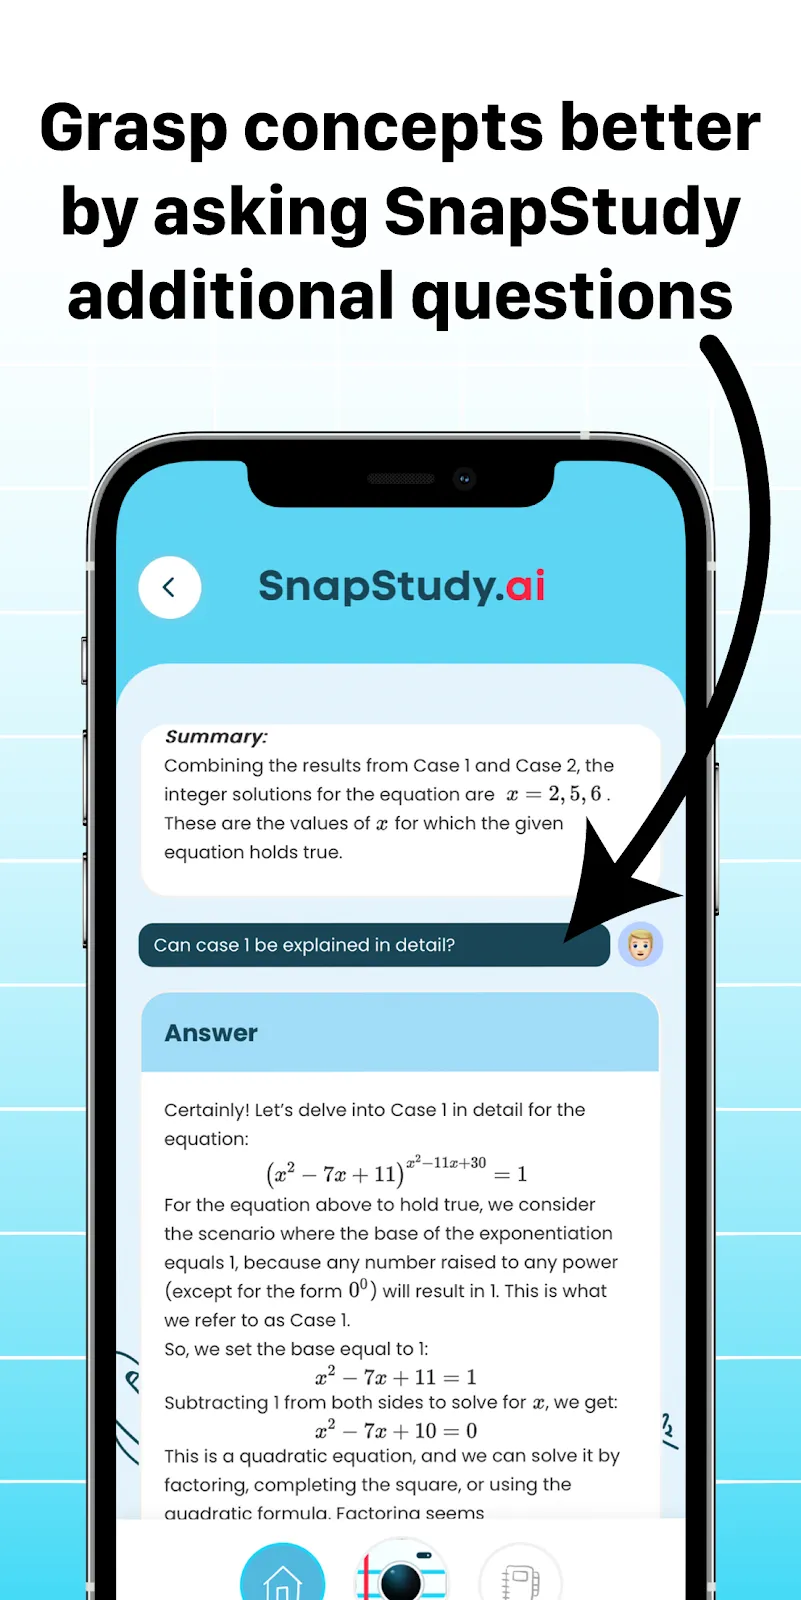 Grasp concepts better
by asking SnapStudy
additional questions
SnapStudy.ai
Summary:
Combining the results from Case 1 and Case 2, the
integer solutions for the equation are x = 2, 5, 6 .
These are the values of x for which the given
equation holds true.
Can case 1 be explained in detail?
Answer
Certainly! Let's delve into Case 1 in detail for the
equation:
(x² − 7x + 11)^{x²−11x+30} = 1
For the equation above to hold true, we consider
the scenario where the base of the exponentiation
equals 1, because any number raised to any power
(except for the form 0⁰) will result in 1. This is what
we refer to as Case 1.
So, we set the base equal to 1:
x² − 7x + 11 = 1
Subtracting 1 from both sides to solve for x, we get:
x² − 7x + 10 = 0
This is a quadratic equation, and we can solve it by
factoring, completing the square, or using the
quadratic formula. Factoring seems